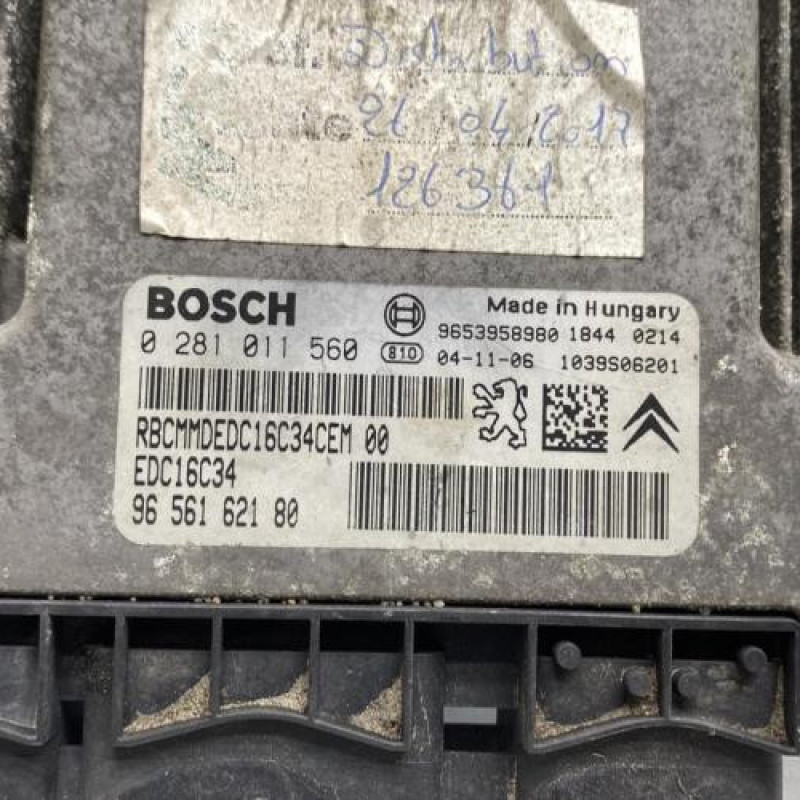 Distribution
26 04 2017
126361
BOSCH
Made in Hungary
0 281 011 560
9653958980 1844 0214
810 04-11-06 1039S06201
RBCMMDEDC16C34CEM 00
EDC16C34
96 561 621 80